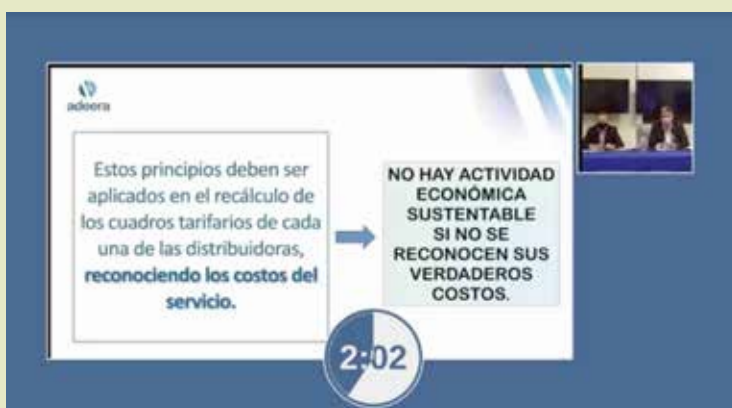 adeera
Estos principios deben ser
aplicados en el recálculo de
los cuadros tarifarios de cada
una de las distribuidoras,
reconociendo los costos del
servicio.
NO HAY ACTIVIDAD
ECONÓMICA
SUSTENTABLE
SI NO SE
RECONOCEN SUS
VERDADEROS
COSTOS.
2:02